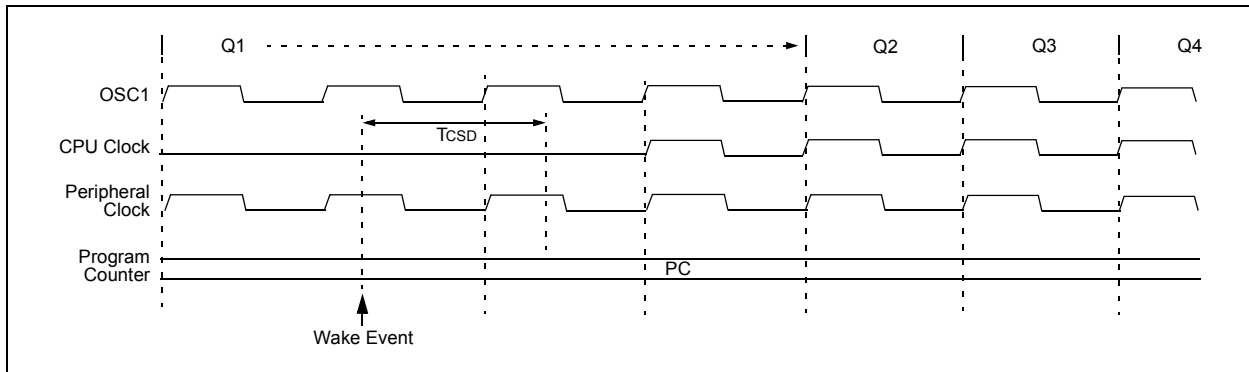 Q1 Q2 Q3 Q4
OSC1
TCSD
CPU Clock
Peripheral
Clock
Program
Counter
PC
Wake Event